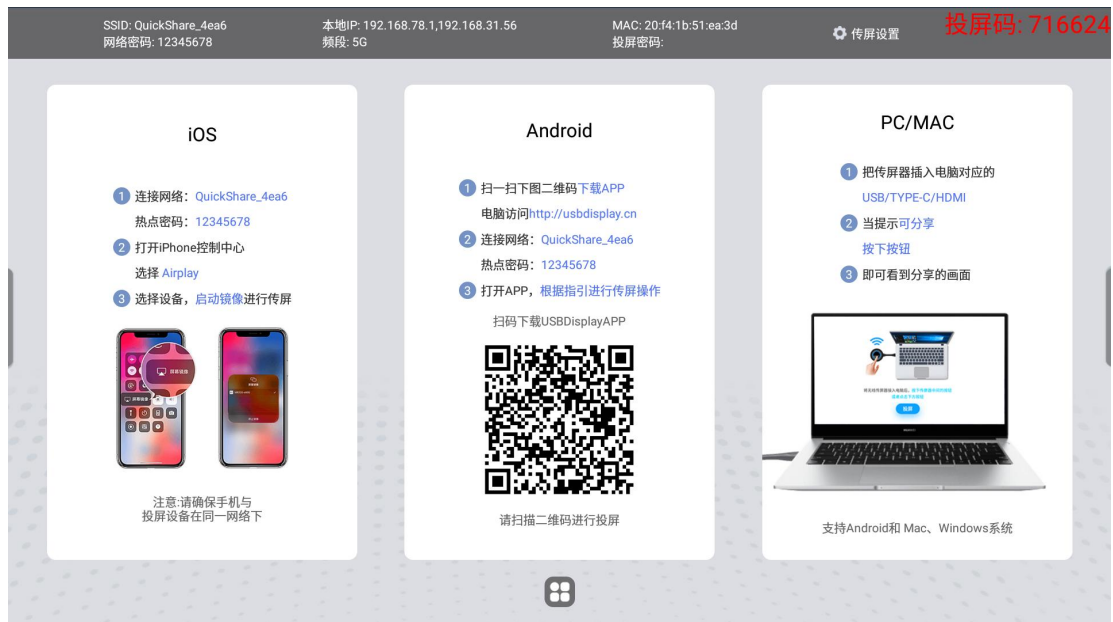 SSID: QuickShare_4ea6
网络密码: 12345678
本地IP: 192.168.78.1,192.168.31.56
频段: 5G
MAC: 20:f4:1b:51:ea:3d
投屏密码:
传屏设置
投屏码: 716624
iOS
1 连接网络：QuickShare_4ea6
热点密码：12345678
2 打开iPhone控制中心
选择 Airplay
3 选择设备，启动镜像进行传屏
屏幕镜像
注意:请确保手机与
投屏设备在同一网络下
Android
1 扫一扫下图二维码下载APP
电脑访问http://usbdisplay.cn
2 连接网络：QuickShare_4ea6
热点密码：12345678
3 打开APP，根据指引进行传屏操作
扫码下载USBDisplayAPP
请扫描二维码进行投屏
PC/MAC
1 把传屏器插入电脑对应的
USB/TYPE-C/HDMI
2 当提示可分享
按下按钮
3 即可看到分享的画面
支持Android和 Mac、Windows系统